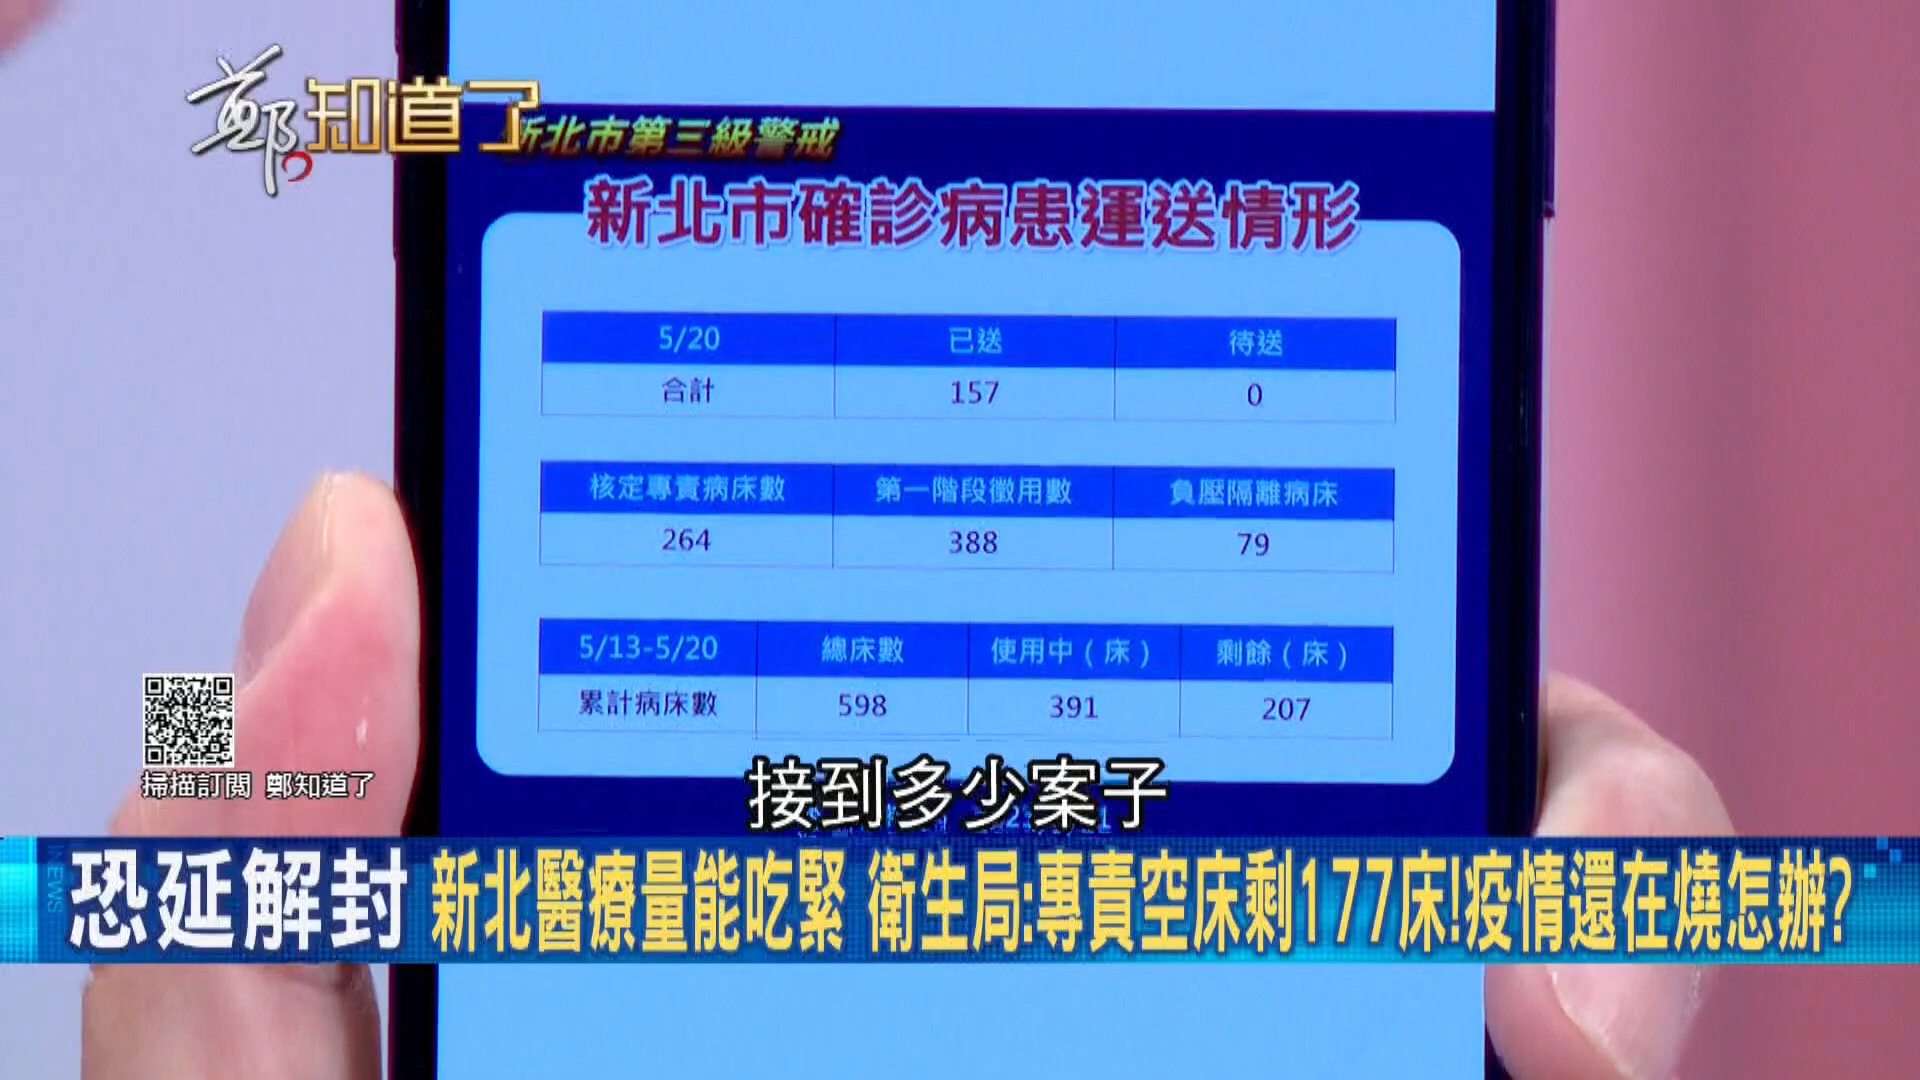 鄭知道了
新北市第三級警戒
新北市確診病患運送情形
5/20 已送 待送
合計 157 0
核定專責病床數 第一階段徵用數 負壓隔離病床
264 388 79
5/13-5/20 總床數 使用中（床） 剩餘（床）
累計病床數 598 391 207
掃描訂閱 鄭知道了
接到多少案子
NEWS
恐延解封 新北醫療量能吃緊 衛生局:專責空床剩177床!疫情還在燒怎辦?